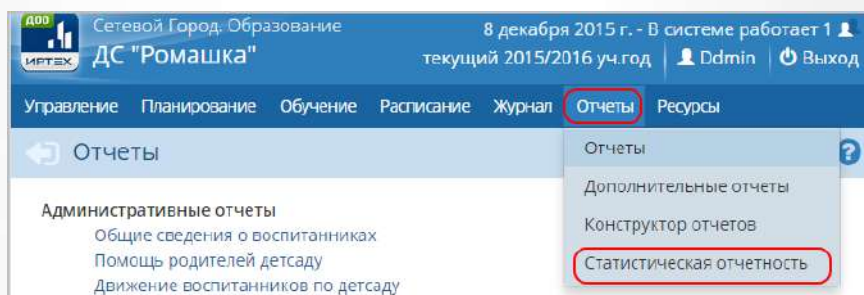 ДОО
ИРТЕХ
Сетевой Город. Образование
ДС "Ромашка"
8 декабря 2015 г. - В системе работает 1
текущий 2015/2016 уч.год Ddmin Выход
Управление Планирование Обучение Расписание Журнал Отчеты Ресурсы
Отчеты
Отчеты
Дополнительные отчеты
Конструктор отчетов
Статистическая отчетность
?
Административные отчеты
Общие сведения о воспитанниках
Помощь родителей детсаду
Движение воспитанников по детсаду